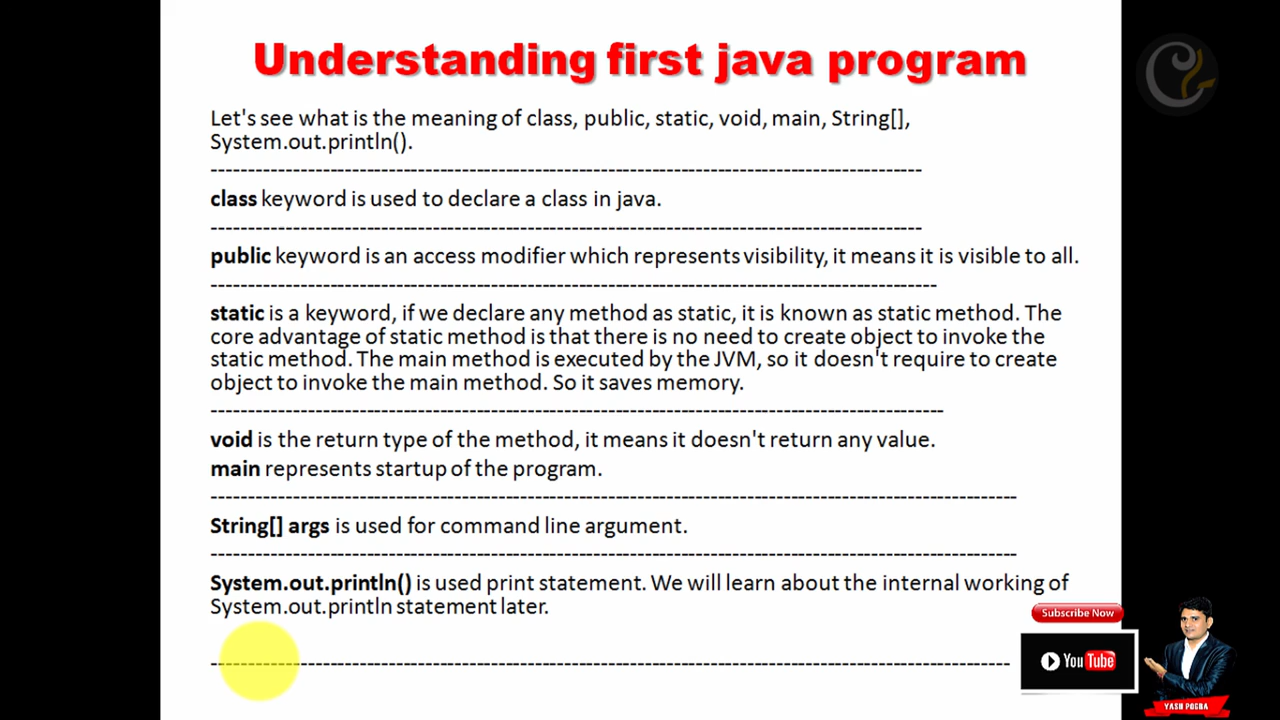 Understanding first java program
Let's see what is the meaning of class, public, static, void, main, String[],
System.out.println().
-----------------------------------------------------------------------------------------------
class keyword is used to declare a class in java.
-----------------------------------------------------------------------------------------------
public keyword is an access modifier which represents visibility, it means it is visible to all.
-------------------------------------------------------------------------------------------------
static is a keyword, if we declare any method as static, it is known as static method. The
core advantage of static method is that there is no need to create object to invoke the
static method. The main method is executed by the JVM, so it doesn't require to create
object to invoke the main method. So it saves memory.
--------------------------------------------------------------------------------------------------
void is the return type of the method, it means it doesn't return any value.
main represents startup of the program.
------------------------------------------------------------------------------------------------------------
String[] args is used for command line argument.
------------------------------------------------------------------------------------------------------------
System.out.println() is used print statement. We will learn about the internal working of
System.out.println statement later.
-----------------------------------------------------------------------------------------------------------
Subscribe Now
YouTube
YASH POGRA